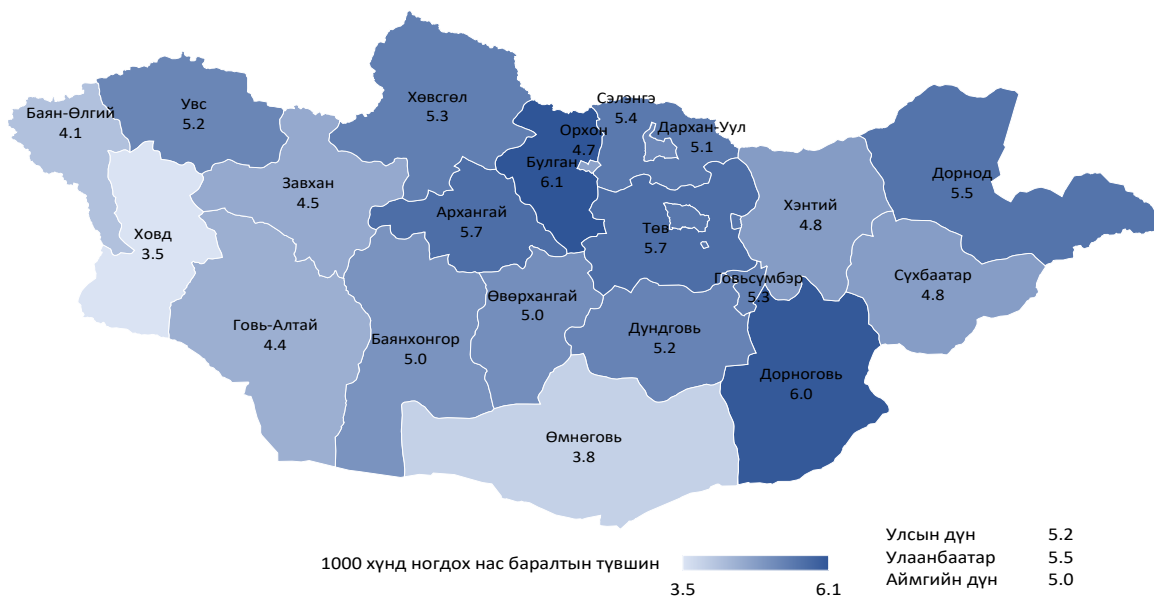 Баян-Өлгий
4.1
Увс
5.2
Хөвсгөл
5.3
Сэлэнгэ
5.4
Орхон
4.7
Дархан-Уул
5.1
Булган
6.1
Завхан
4.5
Архангай
5.7
Төв
5.7
Хэнтий
4.8
Дорнод
5.5
Ховд
3.5
Говь-Алтай
4.4
Баянхонгор
5.0
Өвөрхангай
5.0
Говьсүмбэр
5.3
Дундговь
5.2
Сүхбаатар
4.8
Дорноговь
6.0
Өмнөговь
3.8
1000 хүнд ногдох нас баралтын түвшин
3.5 6.1
Улсын дүн 5.2
Улаанбаатар 5.5
Аймгийн дүн 5.0